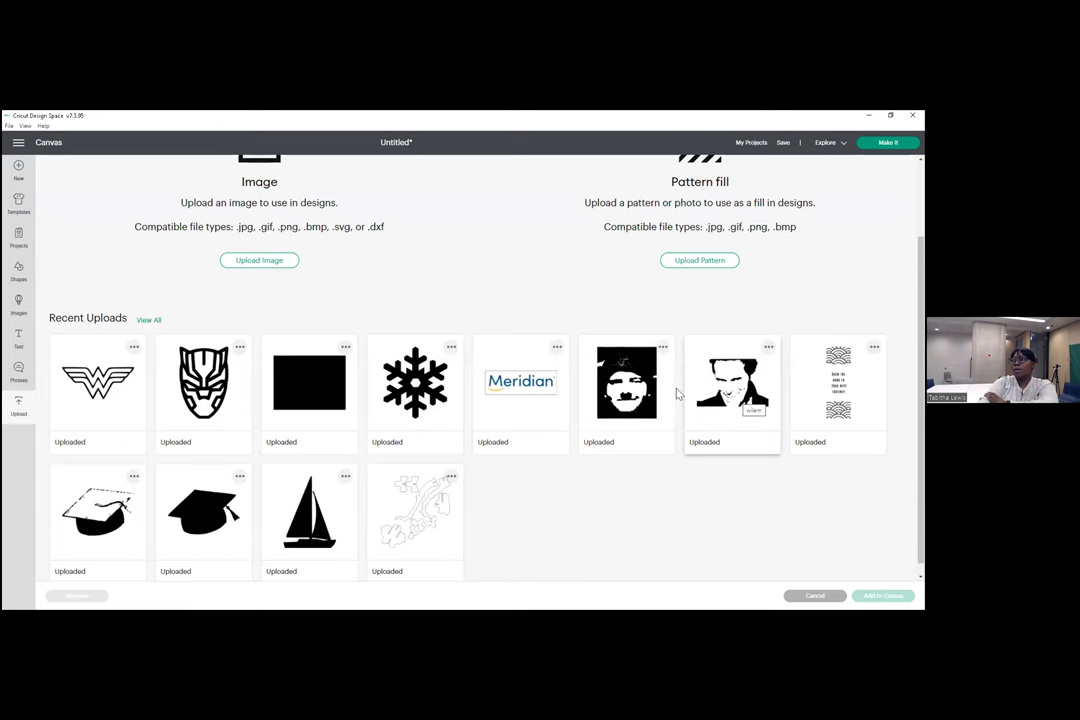 Cricut Design Space v7.3.95
File View Help
Canvas
Untitled*
My Projects Save | Explore Make It
New
Templates
Projects
Shapes
Images
Text
Phrases
Upload
Image
Upload an image to use in designs.
Compatible file types: .jpg, .gif, .png, .bmp, .svg, or .dxf
Upload Image
Pattern fill
Upload a pattern or photo to use as a fill in designs.
Compatible file types: .jpg, .gif, .png, .bmp
Upload Pattern
Recent Uploads View All
Meridian
wilem
Uploaded Uploaded Uploaded Uploaded Uploaded Uploaded Uploaded Uploaded
Uploaded Uploaded Uploaded Uploaded
Cancel Add to Canvas
Tabitha Lewis